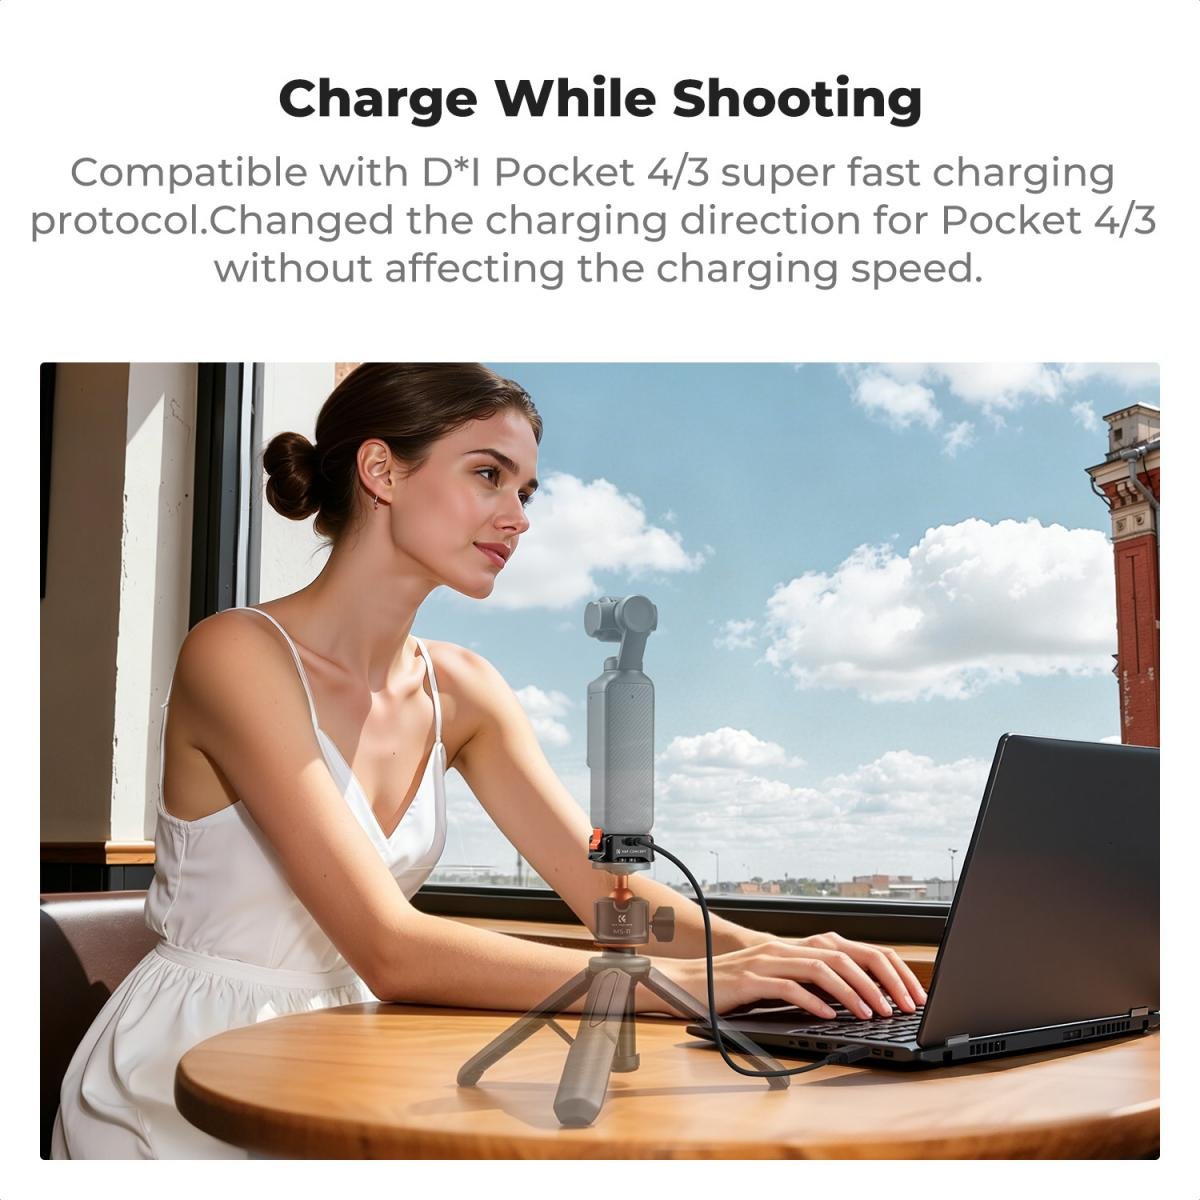 Charge While Shooting
Compatible with D*I Pocket 4/3 super fast charging
protocol.Changed the charging direction for Pocket 4/3
without affecting the charging speed.
K&F CONCEPT
K&F CONCEPT
MS-11